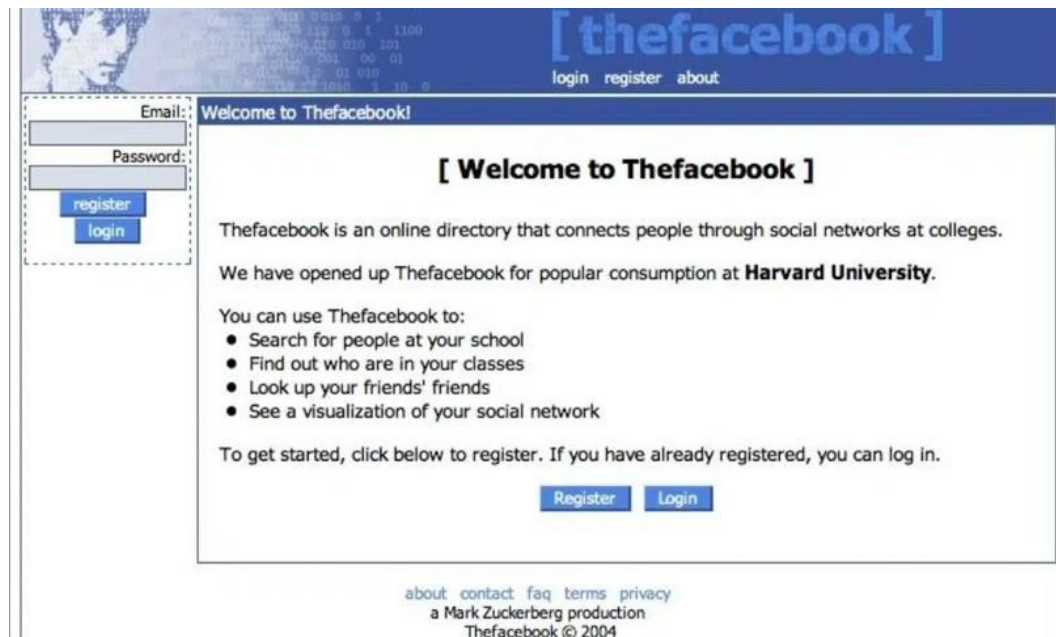 [ thefacebook ]
login register about
Email:
Password:
register
login
Welcome to Thefacebook!
[ Welcome to Thefacebook ]
Thefacebook is an online directory that connects people through social networks at colleges.
We have opened up Thefacebook for popular consumption at Harvard University.
You can use Thefacebook to:
• Search for people at your school
• Find out who are in your classes
• Look up your friends' friends
• See a visualization of your social network
To get started, click below to register. If you have already registered, you can log in.
Register Login
about contact faq terms privacy
a Mark Zuckerberg production
Thefacebook © 2004